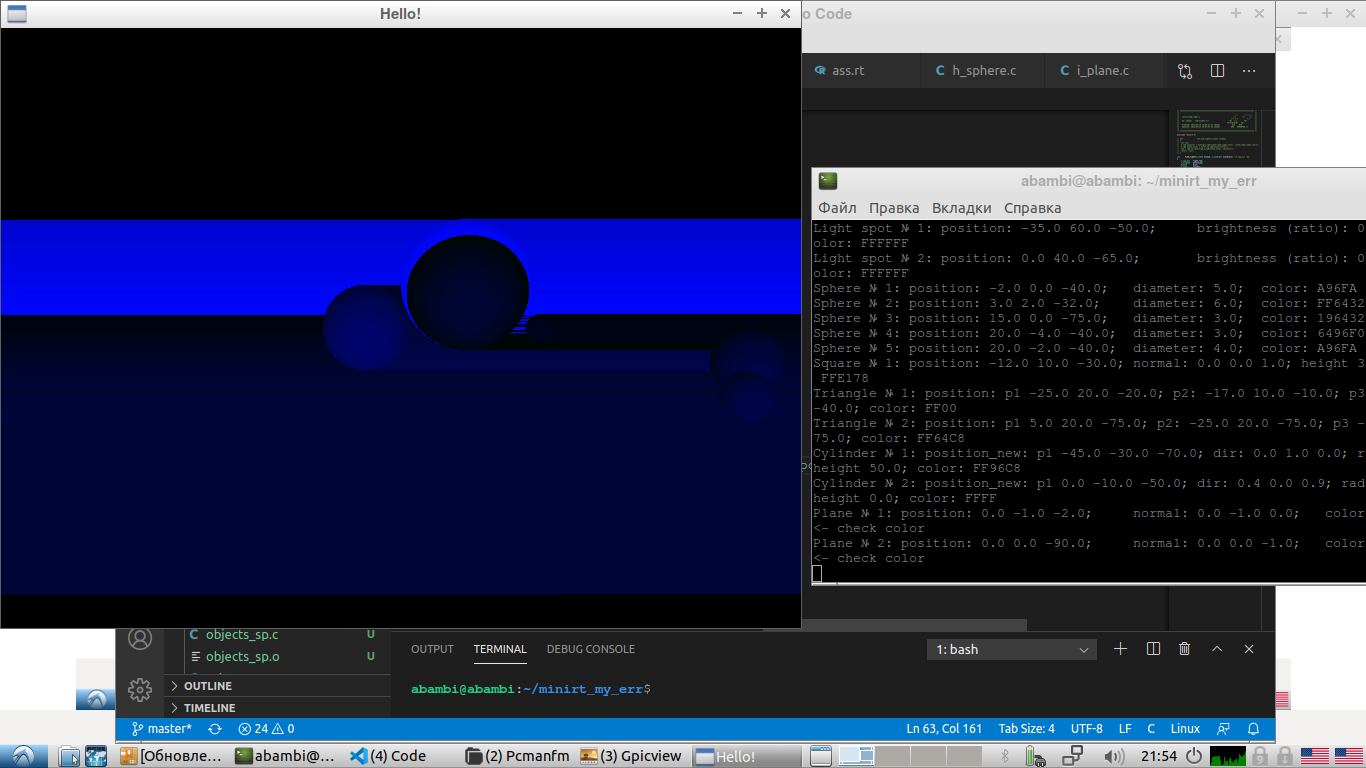 Hello!
o Code
ass.rt
C h_sphere.c
C i_plane.c
abambi@abambi: ~/minirt_my_err
Файл Правка Вкладки Справка
Light spot № 1: position: -35.0 60.0 -50.0; brightness (ratio): 0
olor: FFFFFF
Light spot № 2: position: 0.0 40.0 -65.0; brightness (ratio): 0
olor: FFFFFF
Sphere № 1: position: -2.0 0.0 -40.0; diameter: 5.0; color: A96FA
Sphere № 2: position: 3.0 2.0 -32.0; diameter: 6.0; color: FF6432
Sphere № 3: position: 15.0 0.0 -75.0; diameter: 3.0; color: 196432
Sphere № 4: position: 20.0 -4.0 -40.0; diameter: 3.0; color: 6496F0
Sphere № 5: position: 20.0 -2.0 -40.0; diameter: 4.0; color: A96FA
Square № 1: position: -12.0 10.0 -30.0; normal: 0.0 0.0 1.0; height 3
FFE178
Triangle № 1: position: p1 -25.0 20.0 -20.0; p2: -17.0 10.0 -10.0; p3
-40.0; color: FF00
Triangle № 2: position: p1 5.0 20.0 -75.0; p2: -25.0 20.0 -75.0; p3 -
75.0; color: FF64C8
Cylinder № 1: position_new: p1 -45.0 -30.0 -70.0; dir: 0.0 1.0 0.0; r
height 50.0; color: FF96C8
Cylinder № 2: position_new: p1 0.0 -10.0 -50.0; dir: 0.4 0.0 0.9; rad
height 0.0; color: FFFF
Plane № 1: position: 0.0 -1.0 -2.0; normal: 0.0 -1.0 0.0; color
<- check color
Plane № 2: position: 0.0 0.0 -90.0; normal: 0.0 0.0 -1.0; color
<- check color
C objects_sp.c U
objects_sp.o U
OUTLINE
TIMELINE
OUTPUT TERMINAL DEBUG CONSOLE
1: bash
abambi@abambi:~/minirt_my_err$
master* 24 0
Ln 63, Col 161 Tab Size: 4 UTF-8 LF C Linux
[Обновле... abambi@... (4) Code (2) Pcmanfm (3) Gpicview Hello!
21:54